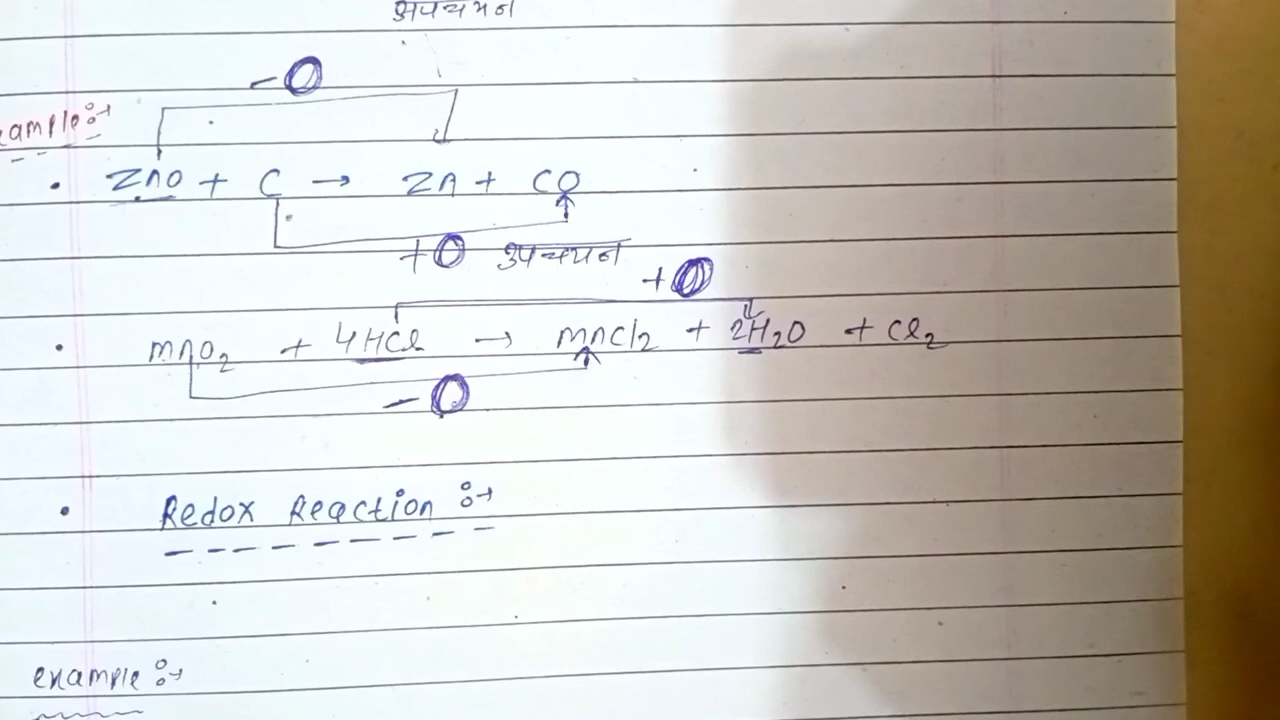 अपचयन
- O
example :→
• ZnO + C → Zn + CO
+ O उपचयन
+ O
• MnO2 + 4HCl → MnCl2 + 2H2O + Cl2
- O
• Redox Reaction :→
example :→